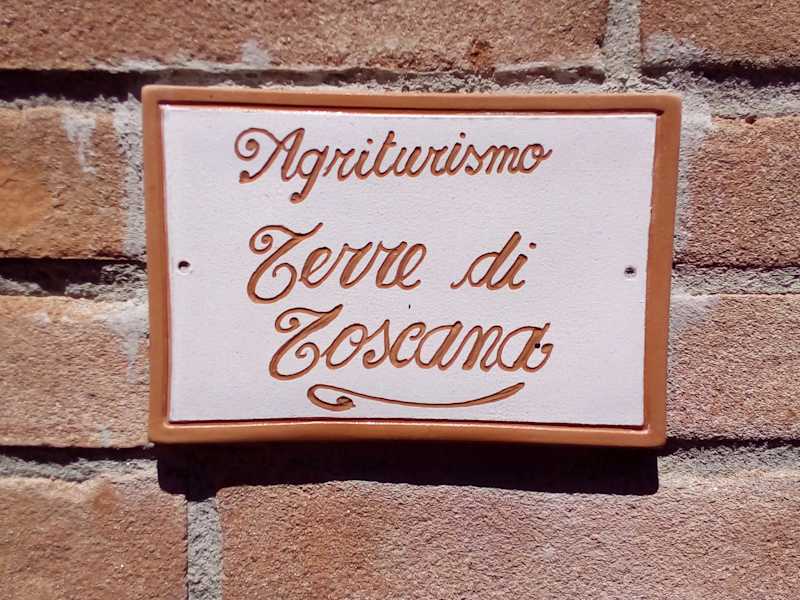 Agriturismo
Terre di
Toscana